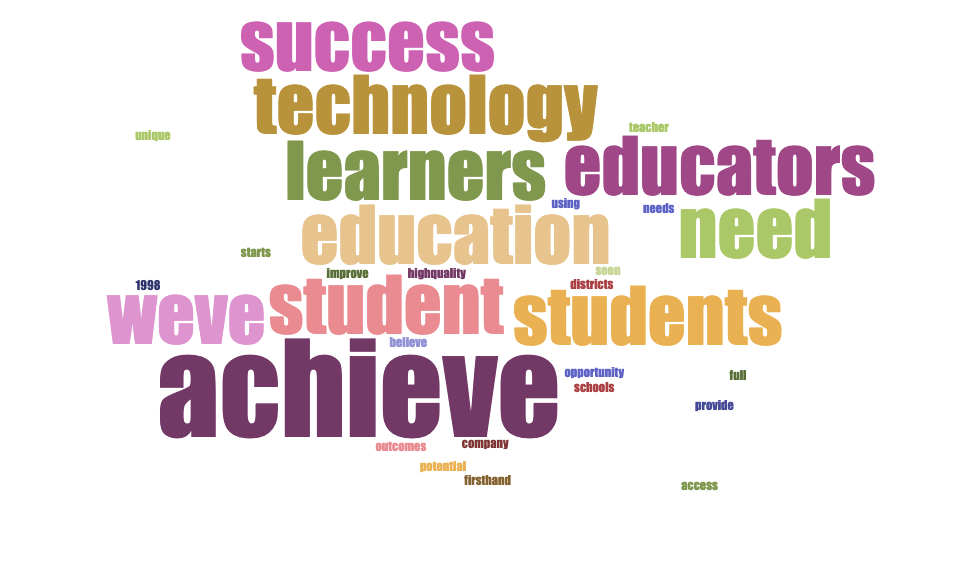 success
technology
unique
teacher
learners
educators
using
needs
education
need
starts
improve
highquality
seen
1998
districts
weve
student
students
believe
achieve
opportunity
full
schools
provide
outcomes
company
potential
firsthand
access